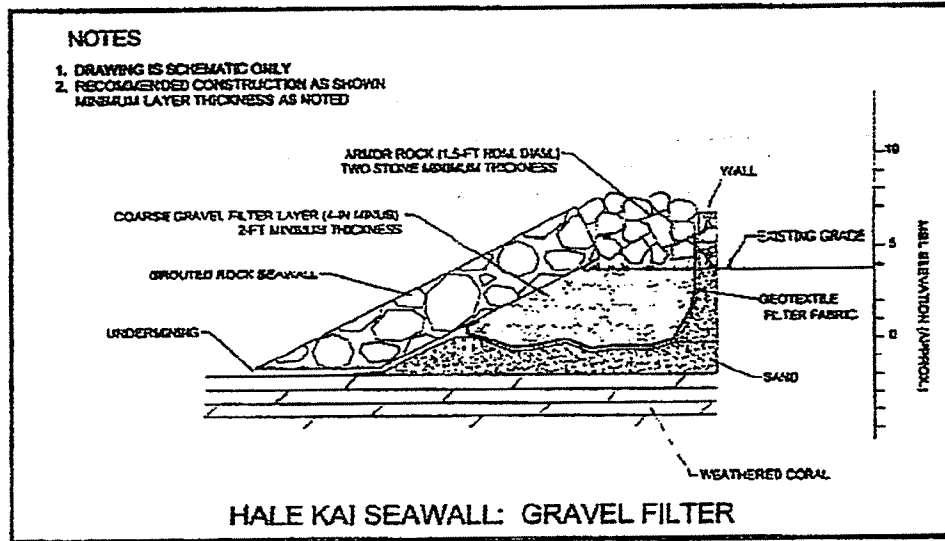 NOTES
1. DRAWING IS SCHEMATIC ONLY
2. RECOMMENDED CONSTRUCTION AS SHOWN
MINIMUM LAYER THICKNESS AS NOTED
ARMOR ROCK (1.5-FT NOM. DIAM.)
TWO STONE MINIMUM THICKNESS
WALL
COARSE GRAVEL FILTER LAYER (4-IN MINUS)
2-FT MINIMUM THICKNESS
EXISTING GRADE
GROUTED ROCK SEAWALL
GEOTEXTILE
FILTER FABRIC
UNDERMINING
SAND
WEATHERED CORAL
10
5
0
MSL ELEVATION (APPROX.)
HALE KAI SEAWALL: GRAVEL FILTER